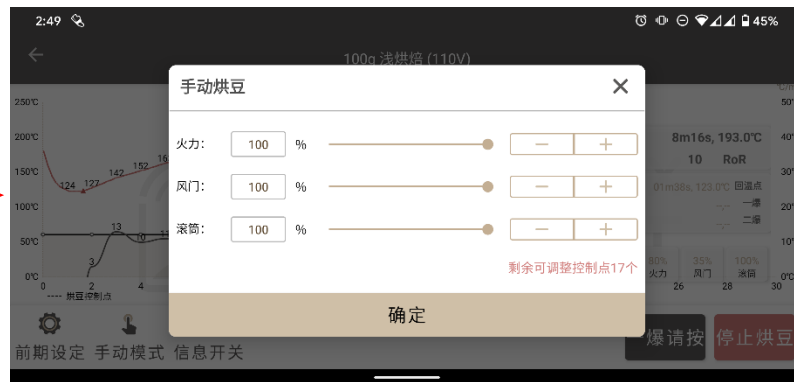 2:49
45%
100g 浅烘焙 (110V)
手动烘豆
250℃
200℃
150℃
100℃
50℃
0℃
124 127 142 152 16
3 13 10 11
0 2 4
---- 烘豆控制点
火力: 100 %
风门: 100 %
滚筒: 100 %
剩余可调整控制点17个
确定
8m16s, 193.0℃
10 RoR
01m38s, 123.0℃ 回温点
_._ 一爆
_._ 二爆
80% 35% 100%
火力 风门 滚筒
50°
40°
30°
20°
10°
0℃
26 28 30
前期设定 手动模式 信息开关
爆请按 停止烘豆